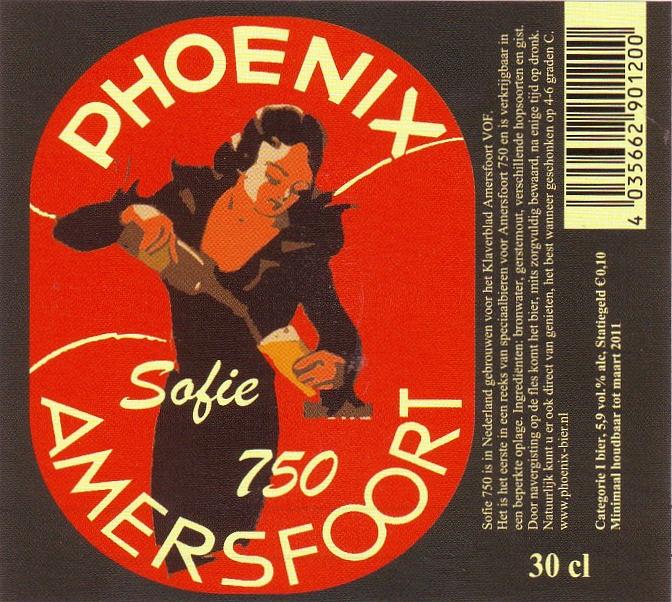 PHOENIX
Sofie
750
AMERSFOORT
Sofie 750 is in Nederland gebrouwen voor het Klaverblad Amersfoort VOF.
Het is het eerste in een reeks van speciaalbieren voor Amersfoort 750 en is verkrijgbaar in
een beperkte oplage. Ingrediënten: bronwater, gerstemout, verschillende hopsoorten en gist.
Door navergisting op de fles komt het bier, mits zorgvuldig bewaard, na enige tijd op dronk.
Natuurlijk kunt u er ook direct van genieten, het best wanneer geschonken op 4-6 graden C.
www.phoenix-bier.nl
Categorie I bier, 5,9 vol.% alc, Statiegeld € 0,10
Minimaal houdbaar tot maart 2011
30 cl
4 035662 901200